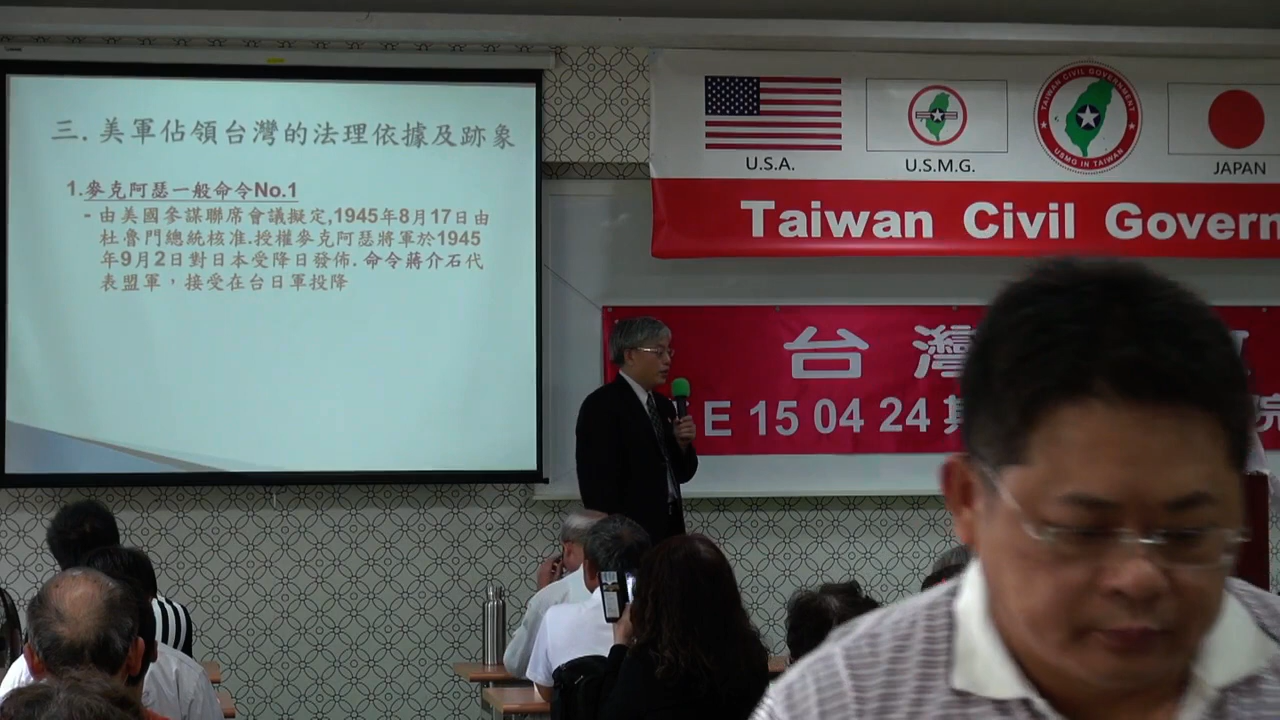 三. 美軍佔領台灣的法理依據及跡象
1.麥克阿瑟一般命令No.1
- 由美國參謀聯席會議擬定,1945年8月17日由
杜魯門總統核准.授權麥克阿瑟將軍於1945
年9月2日對日本受降日發佈. 命令蔣介石代
表盟軍，接受在台日軍投降
U.S.A.
U.S.M.G.
TAIWAN CIVIL GOVERNMENT
USMG IN TAIWAN
JAPAN
Taiwan Civil Govern
台灣
E 15 04 24 期
院